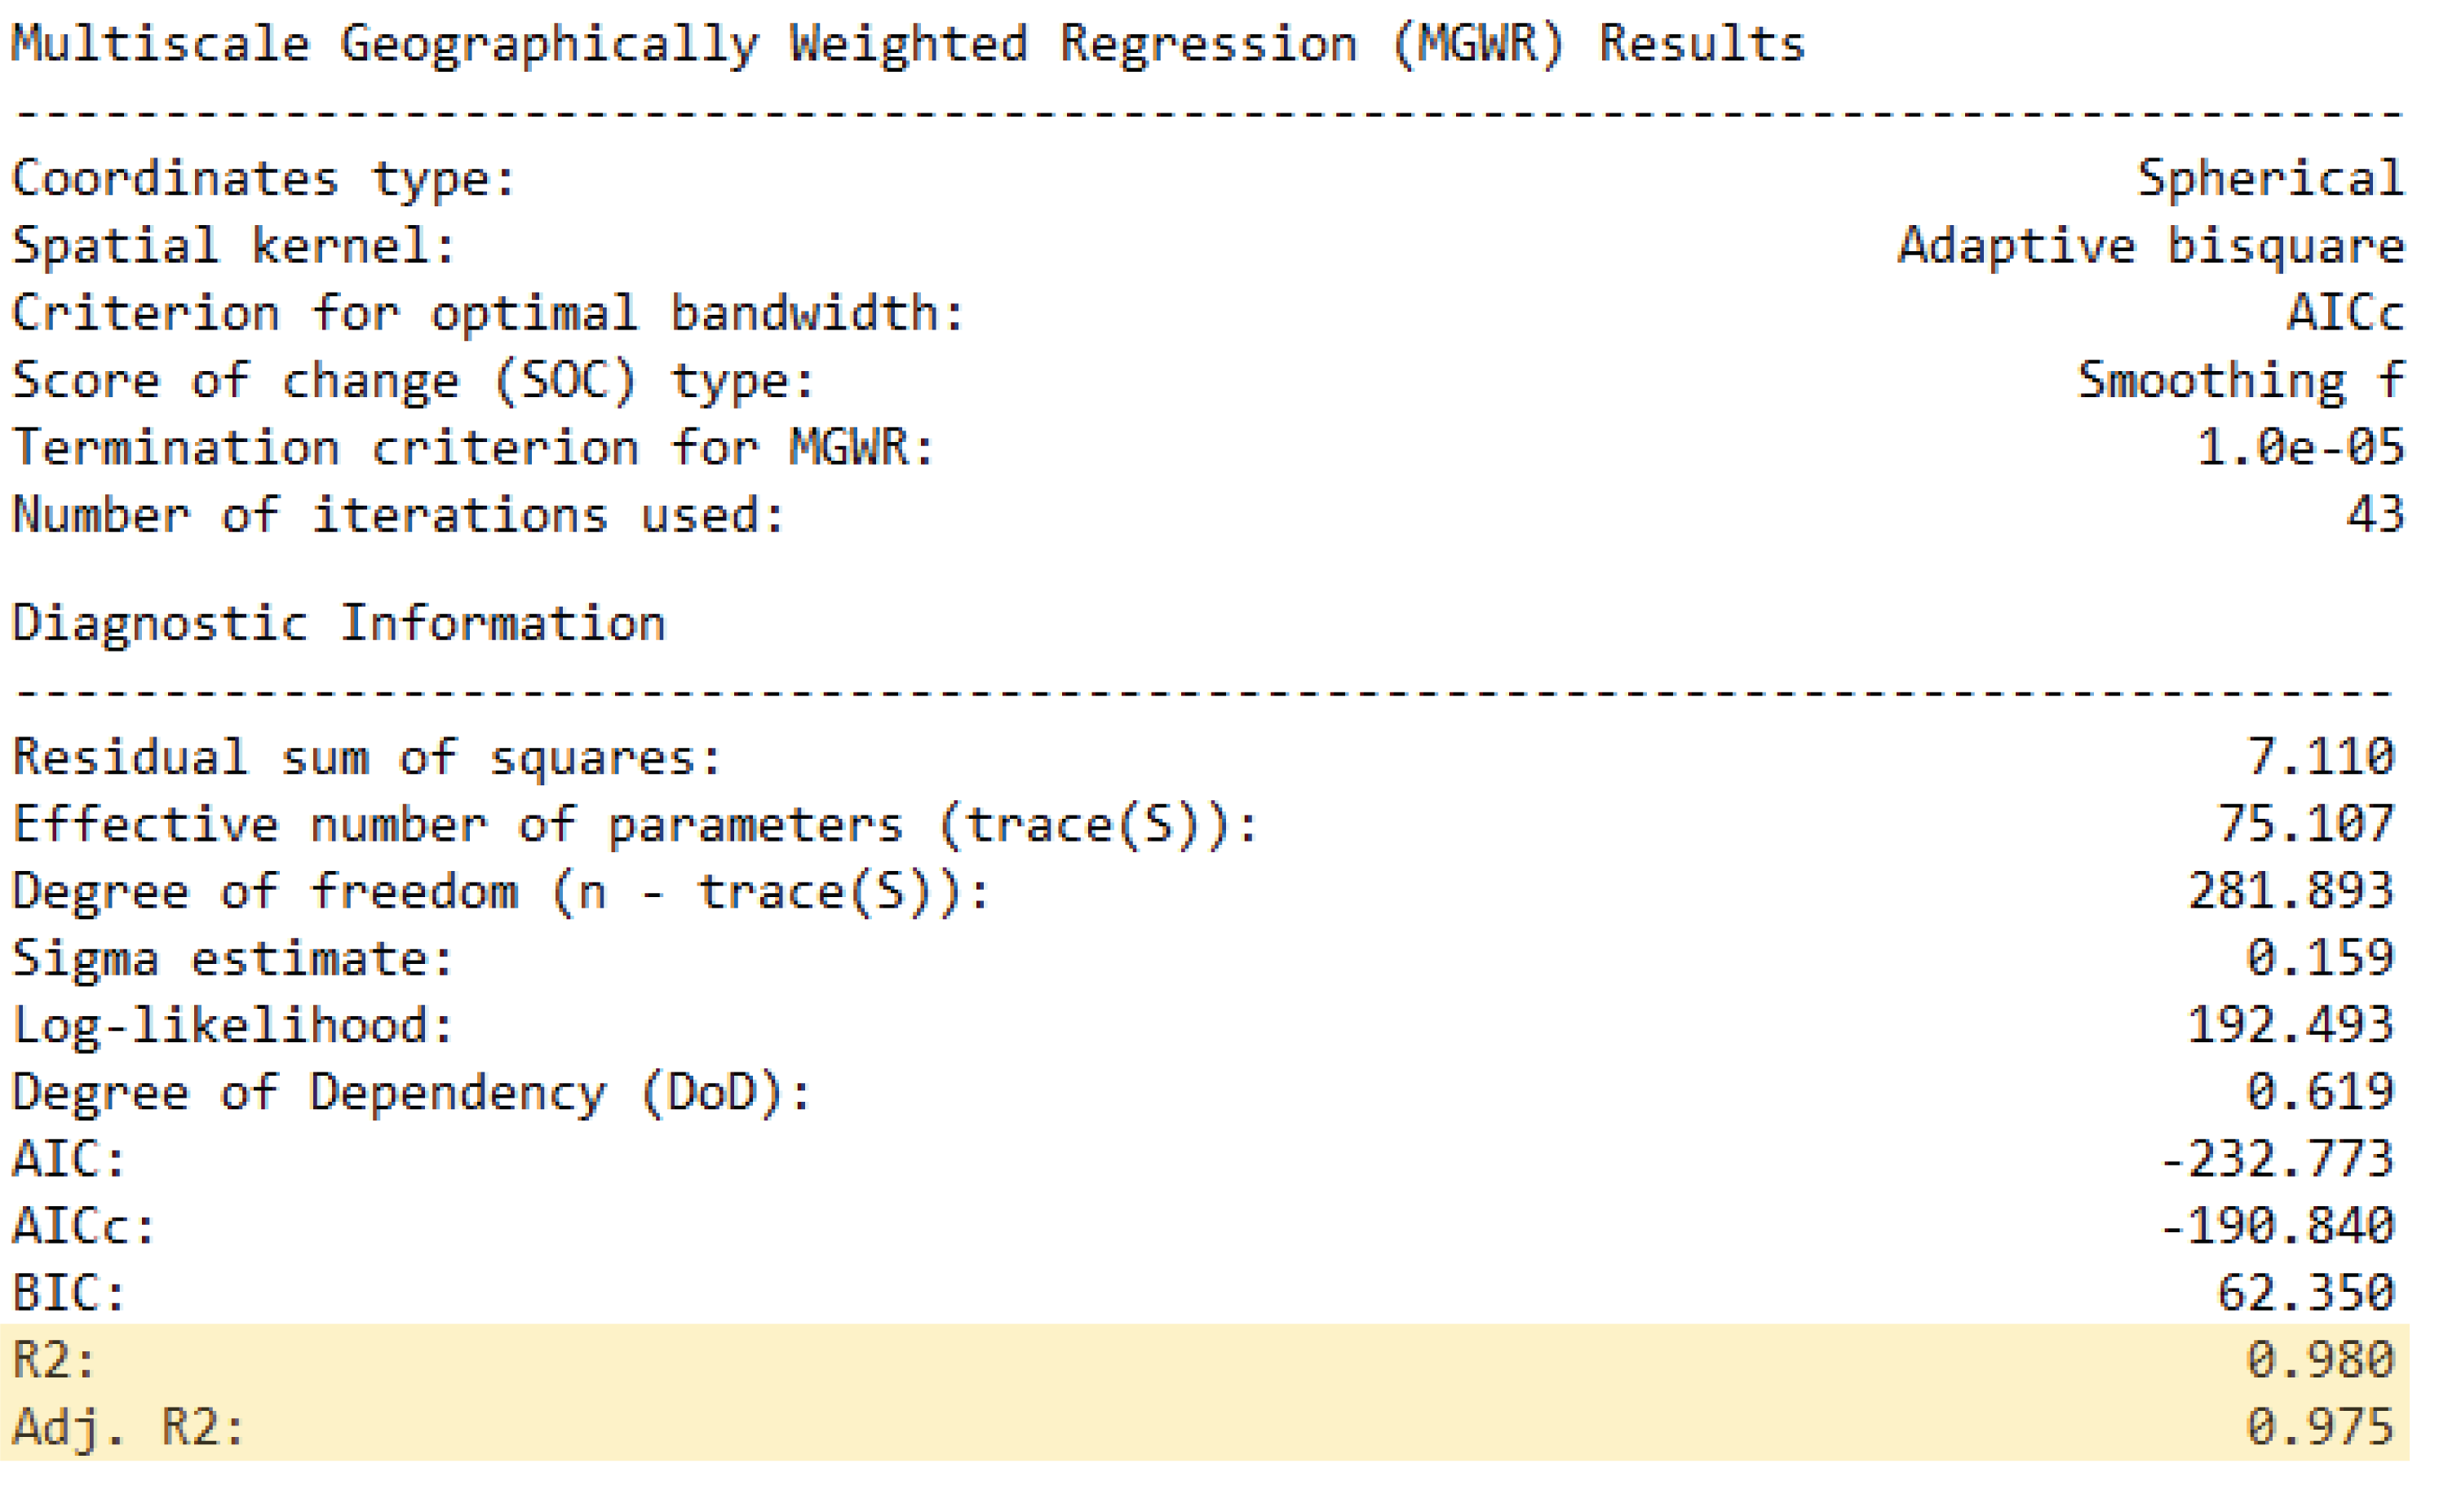 Multiscale Geographically Weighted Regression (MGWR) Results
--------------------------------------------------------------------------------
Coordinates type: Spherical
Spatial kernel: Adaptive bisquare
Criterion for optimal bandwidth: AICc
Score of change (SOC) type: Smoothing f
Termination criterion for MGWR: 1.0e-05
Number of iterations used: 43
Diagnostic Information
--------------------------------------------------------------------------------
Residual sum of squares: 7.110
Effective number of parameters (trace(S)): 75.107
Degree of freedom (n - trace(S)): 281.893
Sigma estimate: 0.159
Log-likelihood: 192.493
Degree of Dependency (DoD): 0.619
AIC: -232.773
AICc: -190.840
BIC: 62.350
R2: 0.980
Adj. R2: 0.975